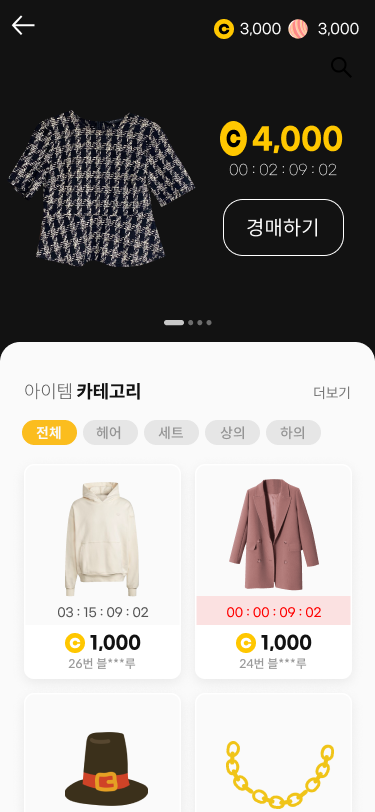 3,000 3,000
4,000
00 : 02 : 09 : 02
경매하기
아이템 카테고리 더보기
전체 헤어 세트 상의 하의
03 : 15 : 09 : 02 00 : 00 : 09 : 02
1,000 1,000
26번 블***루 24번 블***루